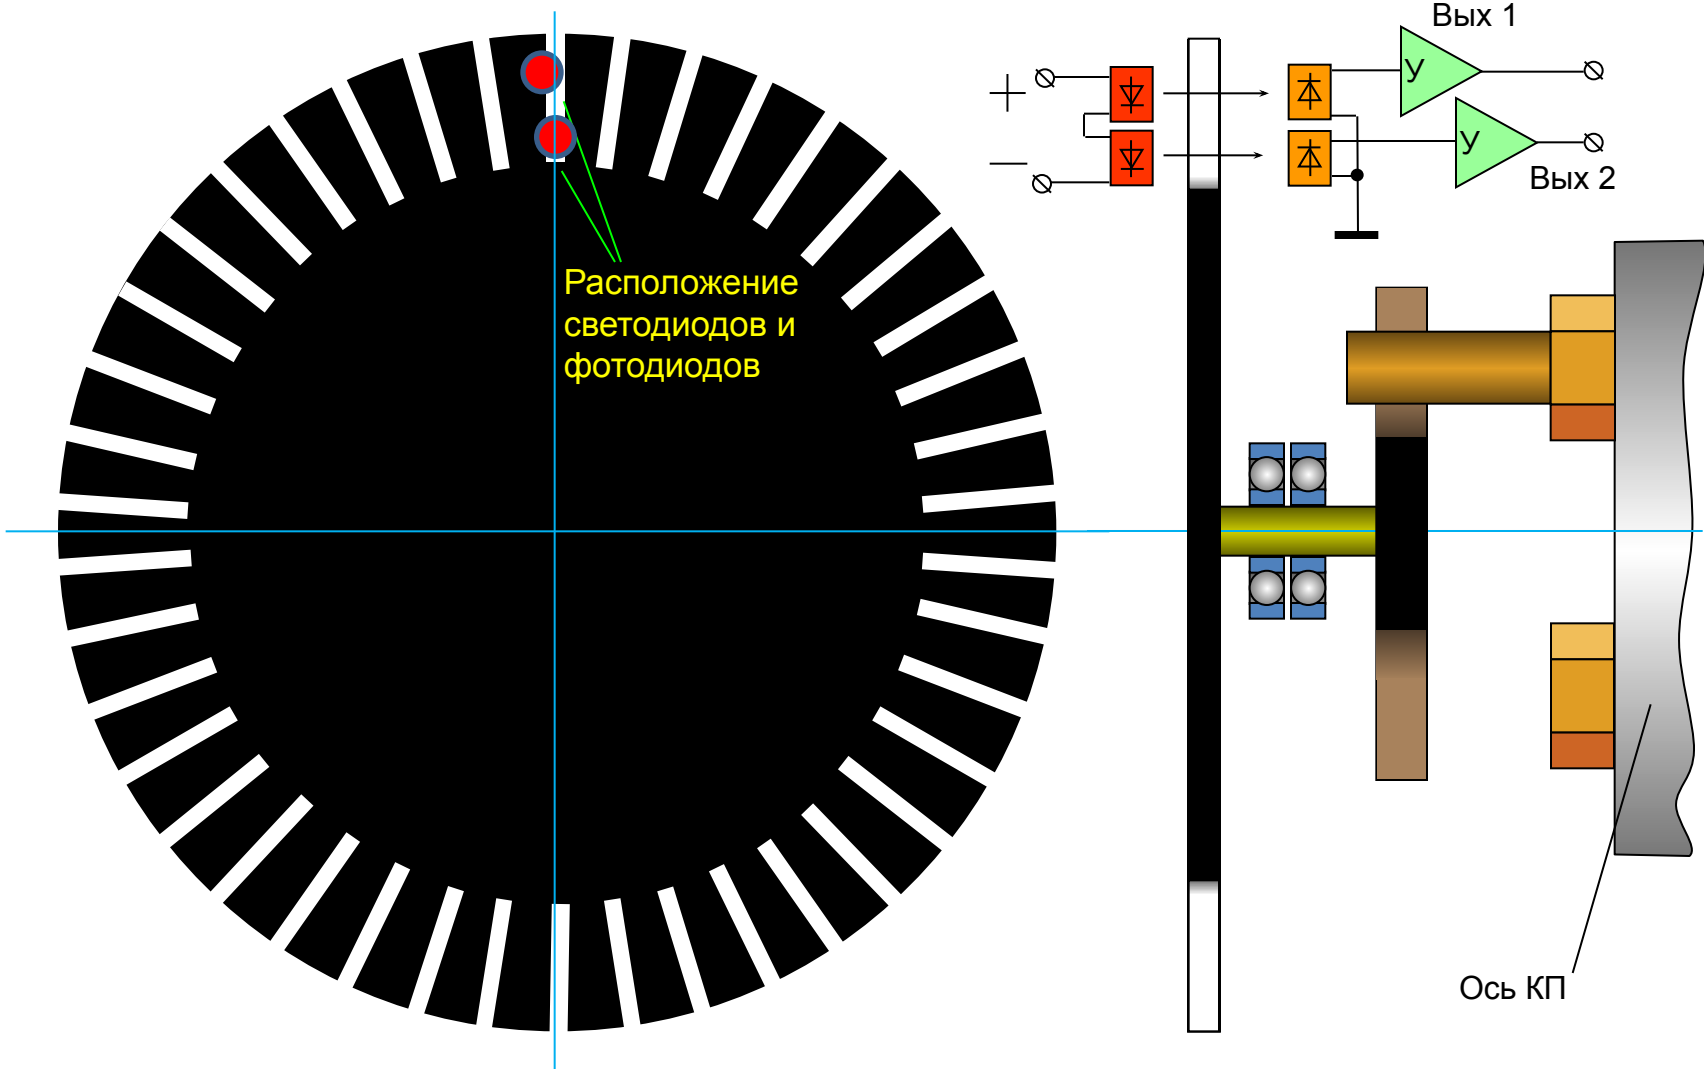 Вых 1
+
У
У
−
Вых 2
Расположение
светодиодов и
фотодиодов
Ось КП